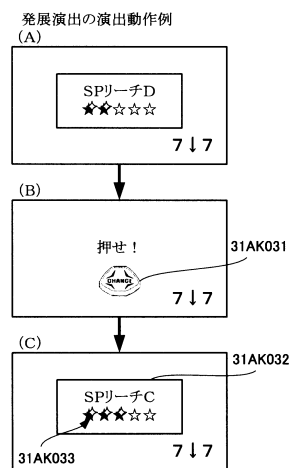 発展演出の演出動作例
(A)
SPリーチD
★★☆☆☆
7↓7
(B)
押せ!
31AK031
CHANCE
7↓7
(C)
31AK032
SPリーチC
★★★☆☆
31AK033
7↓7